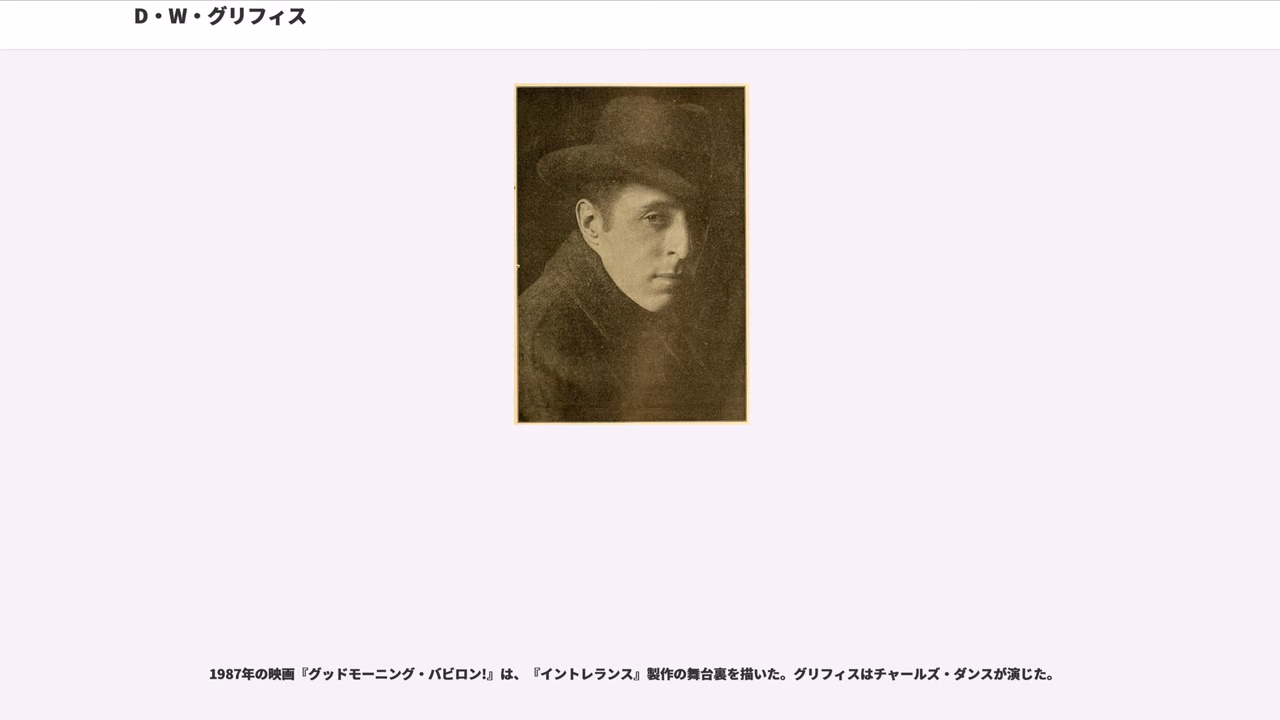 D・W・グリフィス
1987年の映画『グッドモーニング・バビロン!』は、『イントレランス』製作の舞台裏を描いた。グリフィスはチャールズ・ダンスが演じた。